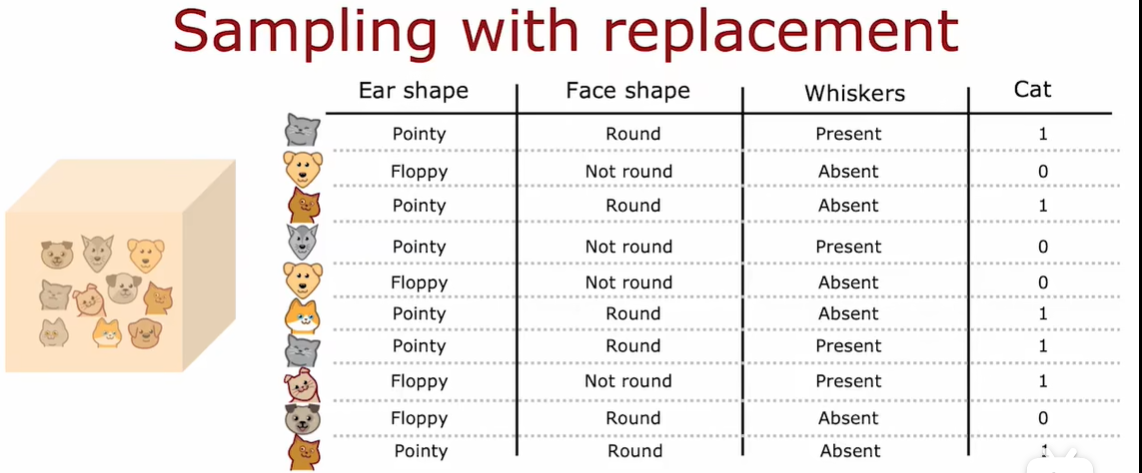 Sampling with replacement
Ear shape Face shape Whiskers Cat
Pointy Round Present 1
Floppy Not round Absent 0
Pointy Round Absent 1
Pointy Not round Present 0
Floppy Not round Absent 0
Pointy Round Absent 1
Pointy Round Present 1
Floppy Not round Present 1
Floppy Round Absent 0
Pointy Round Absent 1